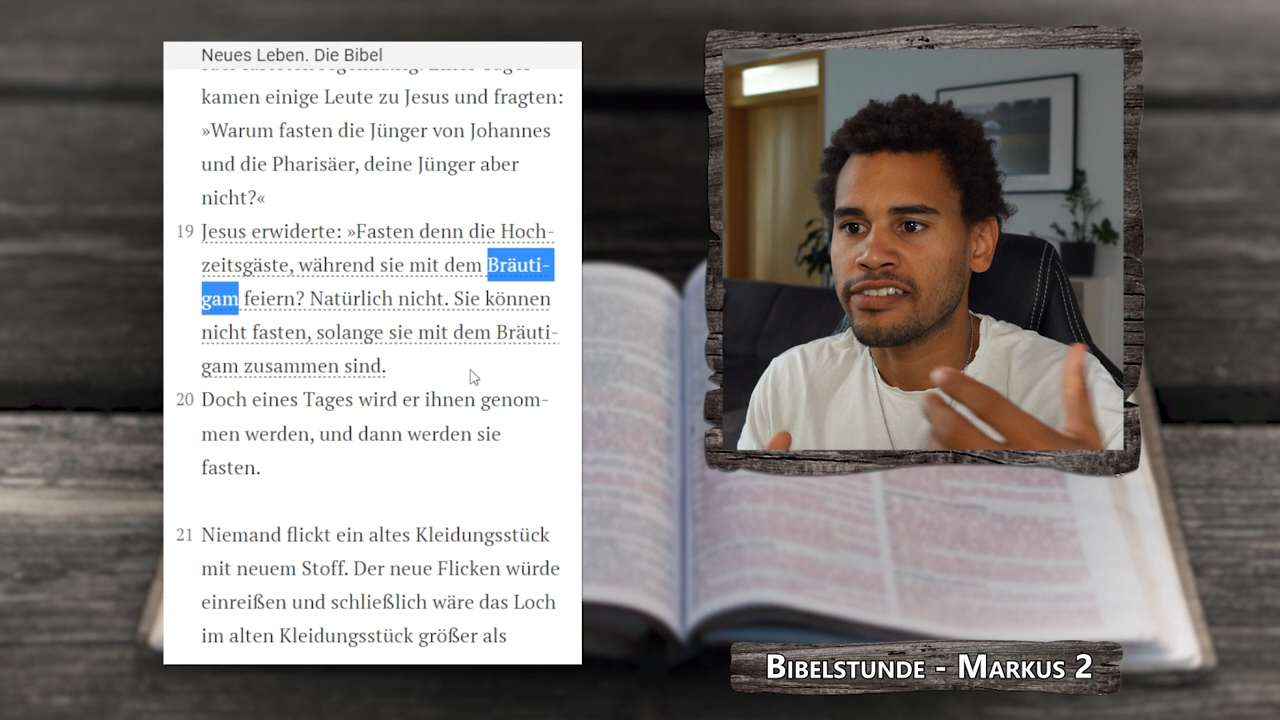 Neues Leben. Die Bibel
kamen einige Leute zu Jesus und fragten:
»Warum fasten die Jünger von Johannes
und die Pharisäer, deine Jünger aber
nicht?«
19 Jesus erwiderte: »Fasten denn die Hoch-
zeitsgäste, während sie mit dem Bräuti-
gam feiern? Natürlich nicht. Sie können
nicht fasten, solange sie mit dem Bräuti-
gam zusammen sind.
20 Doch eines Tages wird er ihnen genom-
men werden, und dann werden sie
fasten.
21 Niemand flickt ein altes Kleidungsstück
mit neuem Stoff. Der neue Flicken würde
einreißen und schließlich wäre das Loch
im alten Kleidungsstück größer als
Bibelstunde - Markus 2